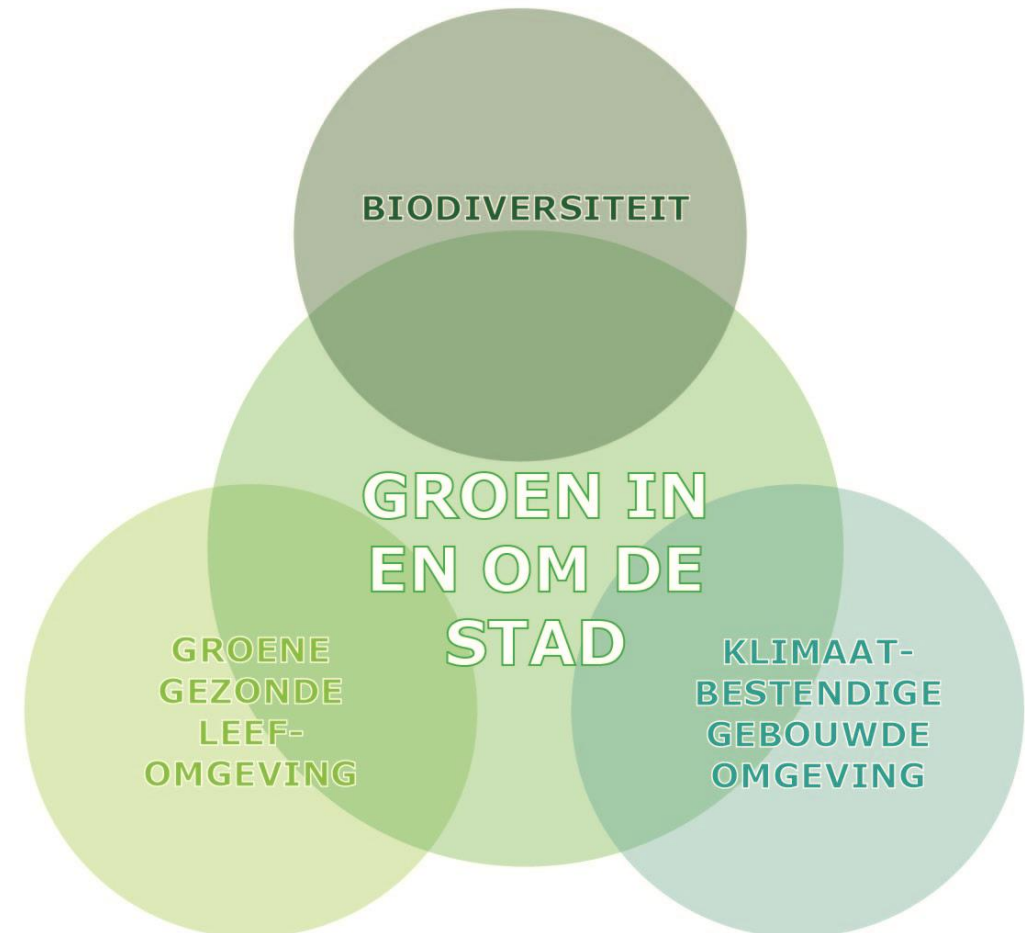 BIODIVERSITEIT
GROEN IN
EN OM DE
STAD
GROENE
GEZONDE
LEEF-
OMGEVING
KLIMAAT-
BESTENDIGE
GEBOUWDE
OMGEVING